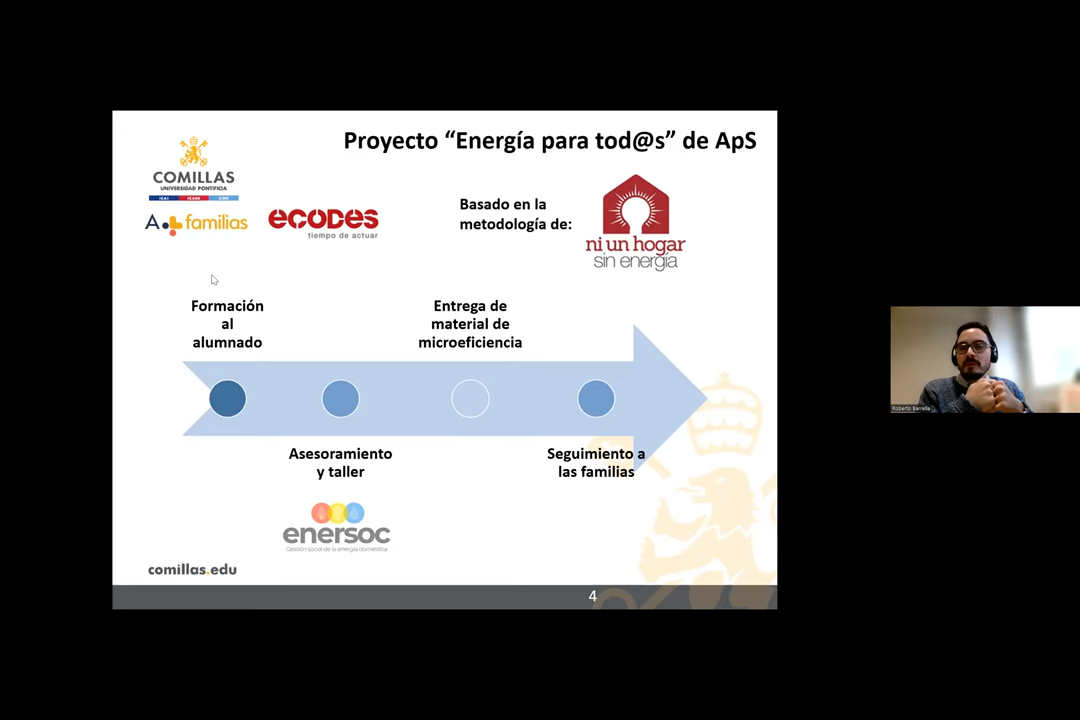 Proyecto “Energía para tod@s” de ApS
COMILLAS
UNIVERSIDAD PONTIFICIA
ICAI ICADE CIHS
A familias
ecodes
tiempo de actuar
Basado en la
metodología de:
ni un hogar
sin energía
Formación
al
alumnado
Entrega de
material de
microeficiencia
Asesoramiento
y taller
Seguimiento a
las familias
enersoc
Gestión social de la energía doméstica
comillas.edu
4
Roberto Barrella